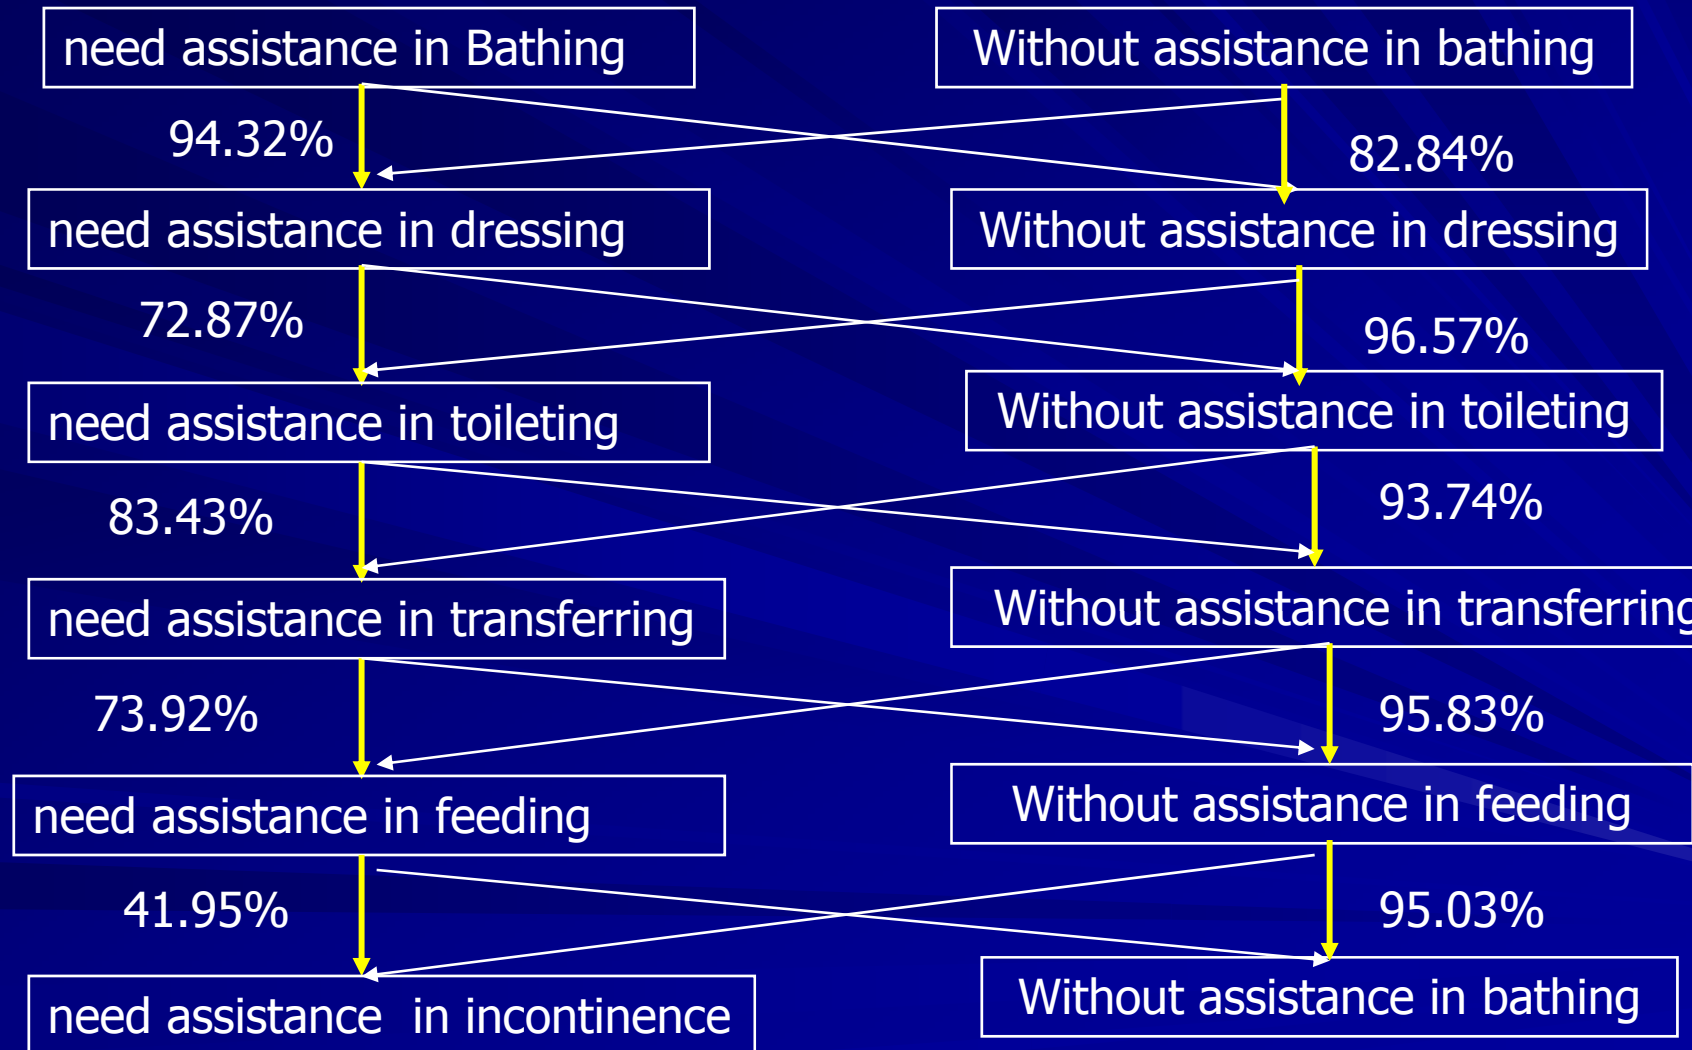 need assistance in Bathing
Without assistance in bathing
94.32%
82.84%
need assistance in dressing
Without assistance in dressing
72.87%
96.57%
need assistance in toileting
Without assistance in toileting
83.43%
93.74%
need assistance in transferring
Without assistance in transferring
73.92%
95.83%
need assistance in feeding
Without assistance in feeding
41.95%
95.03%
need assistance in incontinence
Without assistance in bathing